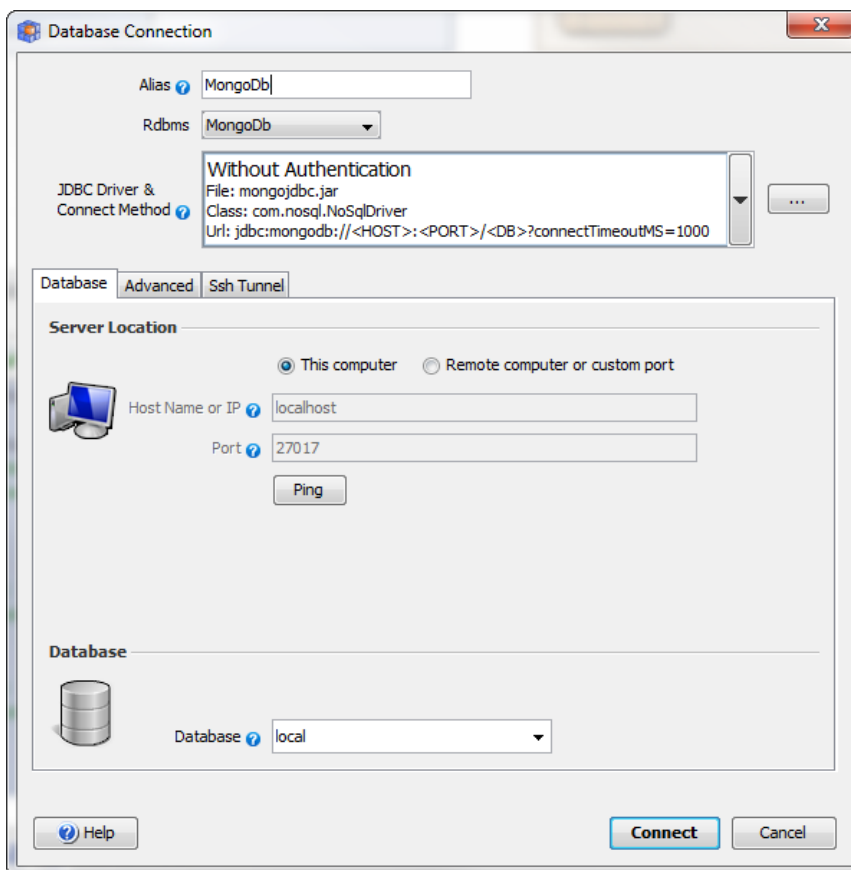 Database Connection
Alias MongoDb
Rdbms MongoDb
Without Authentication
File: mongojdbc.jar
JDBC Driver &
Connect Method
Class: com.nosql.NoSqlDriver
Url: jdbc:mongodb://<HOST>:<PORT>/<DB>?connectTimeoutMS=1000
...
Database Advanced Ssh Tunnel
Server Location
This computer Remote computer or custom port
Host Name or IP localhost
Port 27017
Ping
Database
Database local
Help Connect Cancel